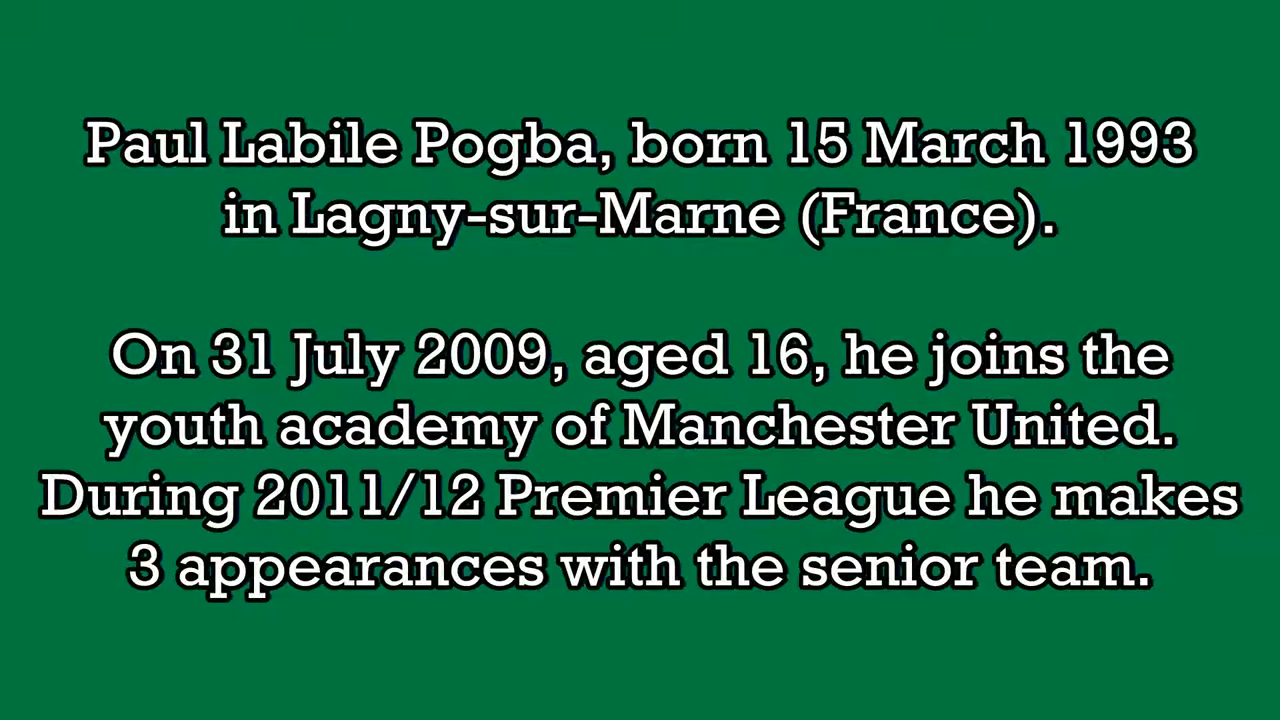 Paul Labile Pogba, born 15 March 1993
in Lagny-sur-Marne (France).
On 31 July 2009, aged 16, he joins the
youth academy of Manchester United.
During 2011/12 Premier League he makes
3 appearances with the senior team.